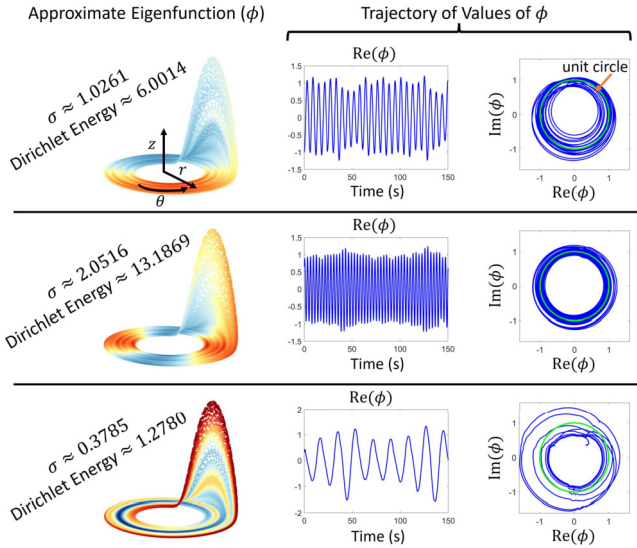 Approximate Eigenfunction (ϕ)
Trajectory of Values of ϕ
σ ≈ 1.0261
Dirichlet Energy ≈ 6.0014
z
r
θ
Re(ϕ)
1.5
1
0.5
0
-0.5
-1
-1.5
0 50 100 150
Time (s)
unit circle
Im(ϕ)
1
0
-1
-1 0 1
Re(ϕ)
σ ≈ 2.0516
Dirichlet Energy ≈ 13.1869
Re(ϕ)
1.5
1
0.5
0
-0.5
-1
-1.5
0 50 100 150
Time (s)
Im(ϕ)
1
0
-1
-1 0 1
Re(ϕ)
σ ≈ 0.3785
Dirichlet Energy ≈ 1.2780
Re(ϕ)
2
1
0
-1
-2
0 50 100 150
Time (s)
Im(ϕ)
1
0
-1
-1 0 1
Re(ϕ)